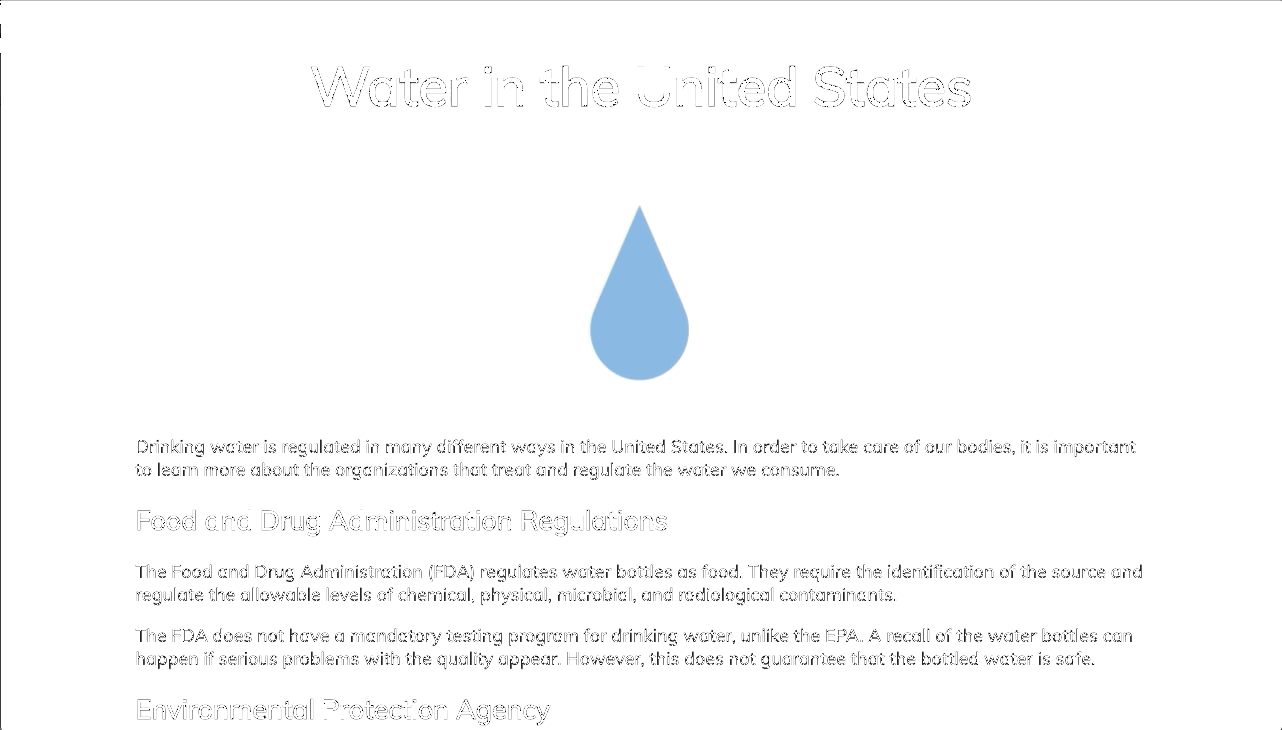 Water in the United States
Drinking water is regulated in many different ways in the United States. In order to take care of our bodies, it is important
to learn more about the organizations that treat and regulate the water we consume.
Food and Drug Administration Regulations
The Food and Drug Administration (FDA) regulates water bottles as food. They require the identification of the source and
regulate the allowable levels of chemical, physical, microbial, and radiological contaminants.
The FDA does not have a mandatory testing program for drinking water, unlike the EPA. A recall of the water bottles can
happen if serious problems with the quality appear. However, this does not guarantee that the bottled water is safe.
Environmental Protection Agency